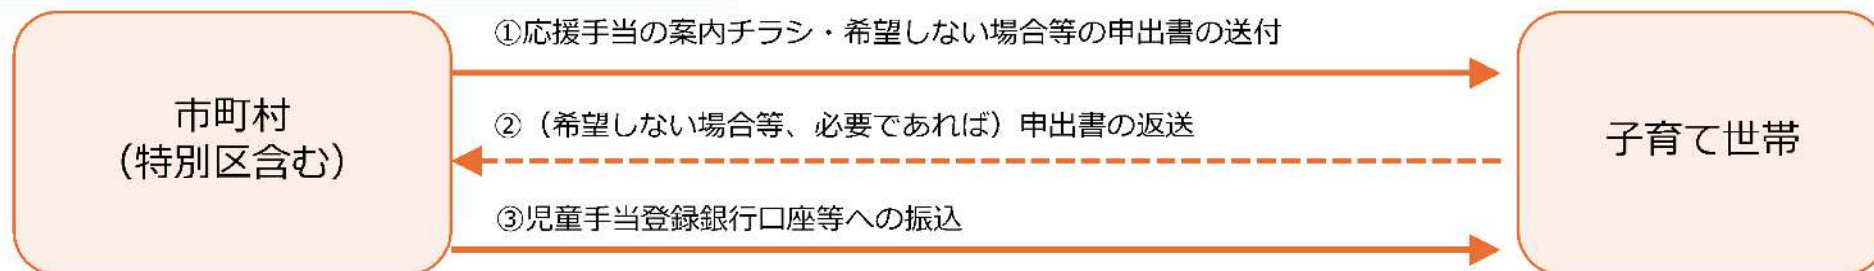 市町村
（特別区含む）
①応援手当の案内チラシ・希望しない場合等の申出書の送付
②（希望しない場合等、必要であれば）申出書の返送
③児童手当登録銀行口座等への振込
子育て世帯